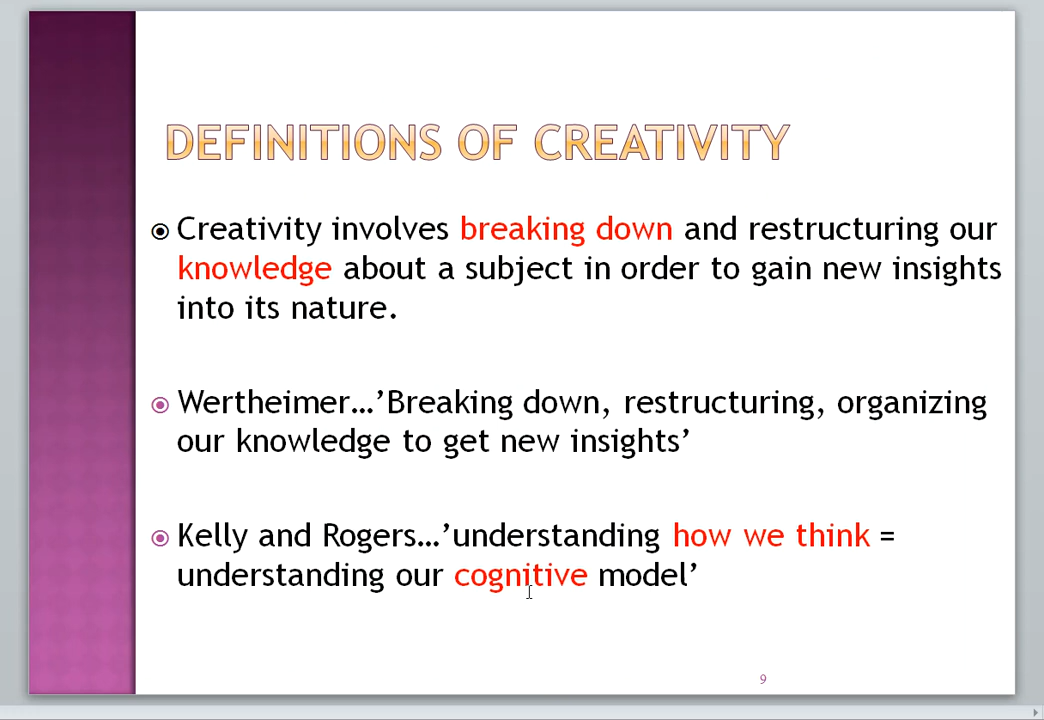 DEFINITIONS OF CREATIVITY
Creativity involves breaking down and restructuring our
knowledge about a subject in order to gain new insights
into its nature.
Wertheimer…’Breaking down, restructuring, organizing
our knowledge to get new insights’
Kelly and Rogers…’understanding how we think =
understanding our cognitive model’
9